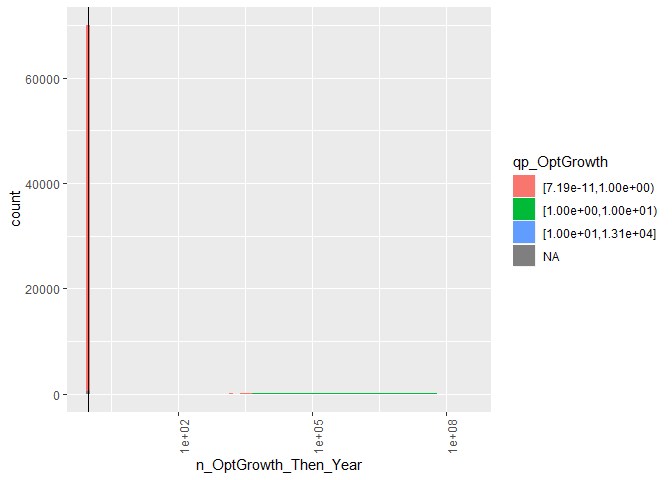 60000
40000
20000
0
count
1e+02
1e+05
1e+08
n_OptGrowth_Then_Year
qp_OptGrowth
[7.19e-11,1.00e+00)
[1.00e+00,1.00e+01)
[1.00e+01,1.31e+04]
NA